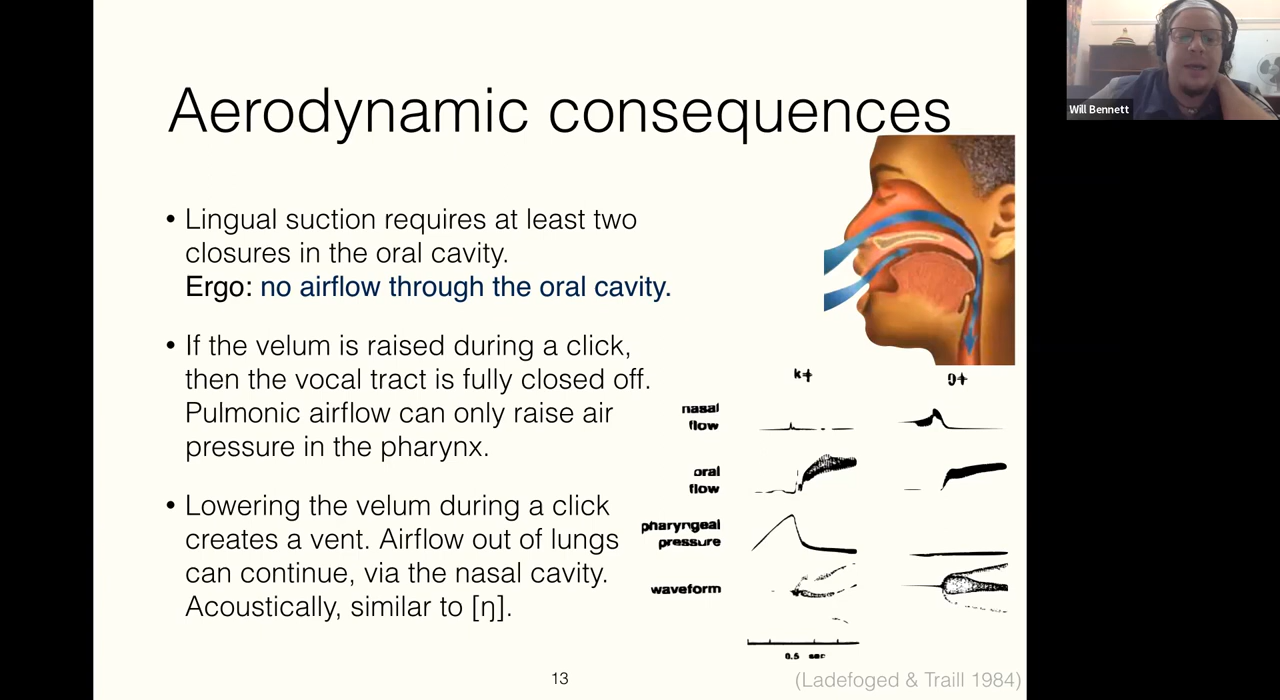 Aerodynamic consequences
• Lingual suction requires at least two
closures in the oral cavity.
Ergo: no airflow through the oral cavity.
• If the velum is raised during a click,
then the vocal tract is fully closed off.
Pulmonic airflow can only raise air
pressure in the pharynx.
• Lowering the velum during a click
creates a vent. Airflow out of lungs
can continue, via the nasal cavity.
Acoustically, similar to [ŋ].
kǂ
ŋǂ
nasal
flow
oral
flow
pharyngeal
pressure
waveform
0.5 sec
13
(Ladefoged & Traill 1984)
Will Bennett